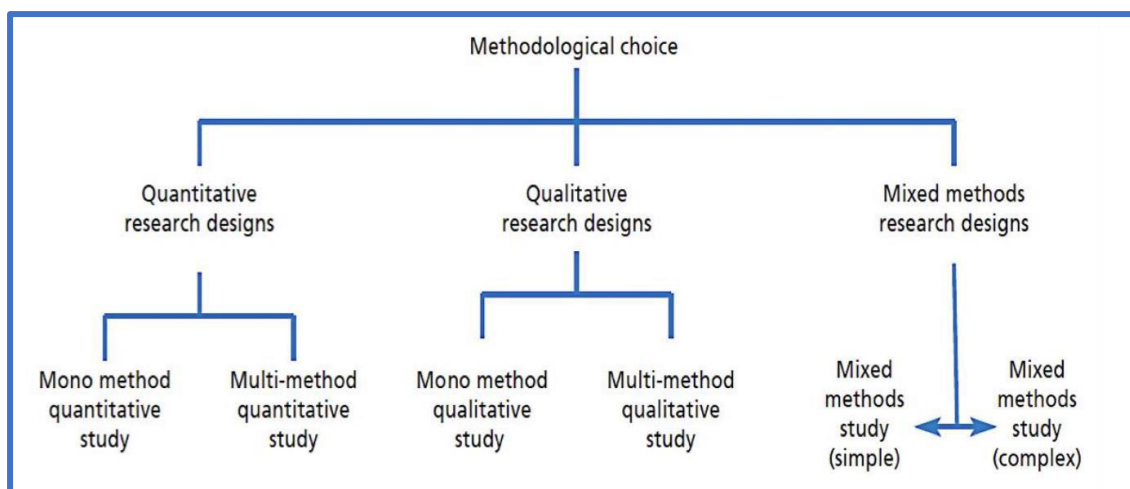 Methodological choice
Quantitative
research designs
Qualitative
research designs
Mixed methods
research designs
Mono method
quantitative
study
Multi-method
quantitative
study
Mono method
qualitative
study
Multi-method
qualitative
study
Mixed
methods
study
(simple)
Mixed
methods
study
(complex)